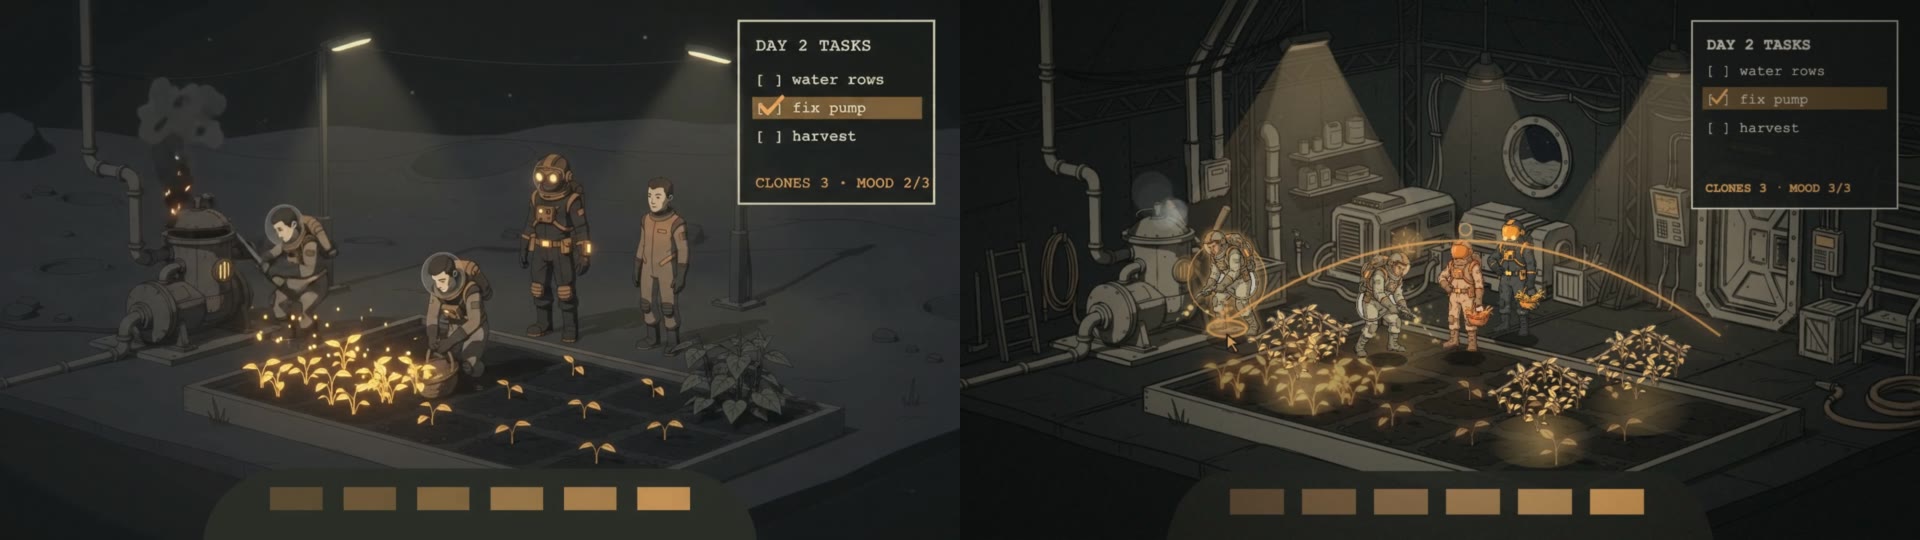 DAY 2 TASKS
[ ] water rows
[✓] fix pump
[ ] harvest
CLONES 3 · MOOD 2/3
DAY 2 TASKS
[ ] water rows
[✓] fix pump
[ ] harvest
CLONES 3 · MOOD 3/3